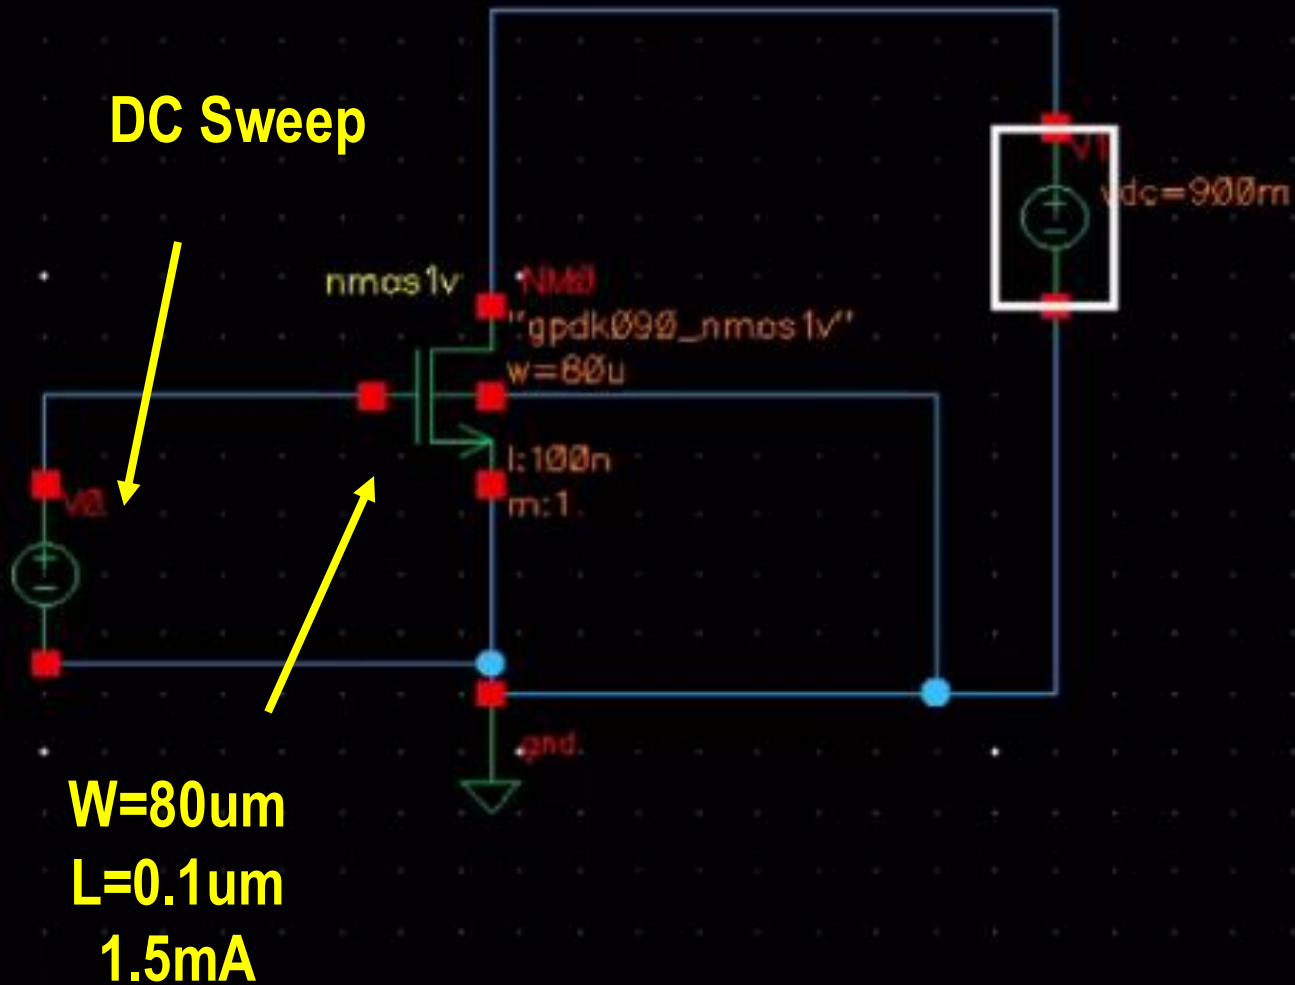 DC Sweep
V1
vdc=900m
nmos1v
NM0
"gpdk090_nmos1v"
w=80u
l:100n
m:1
V0
gnd
W=80um
L=0.1um
1.5mA